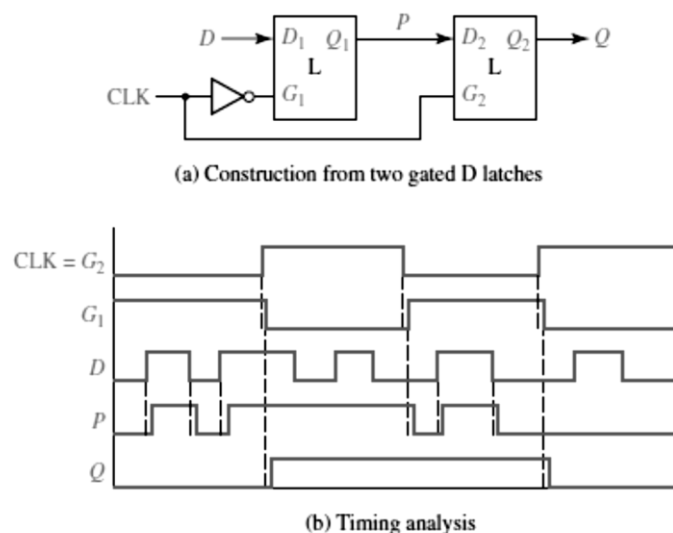 D D₁ Q₁ P D₂ Q₂ Q
L L
CLK G₁ G₂
(a) Construction from two gated D latches
CLK = G₂
G₁
D
P
Q
(b) Timing analysis